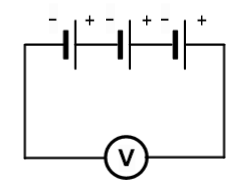 - + - + - +
V